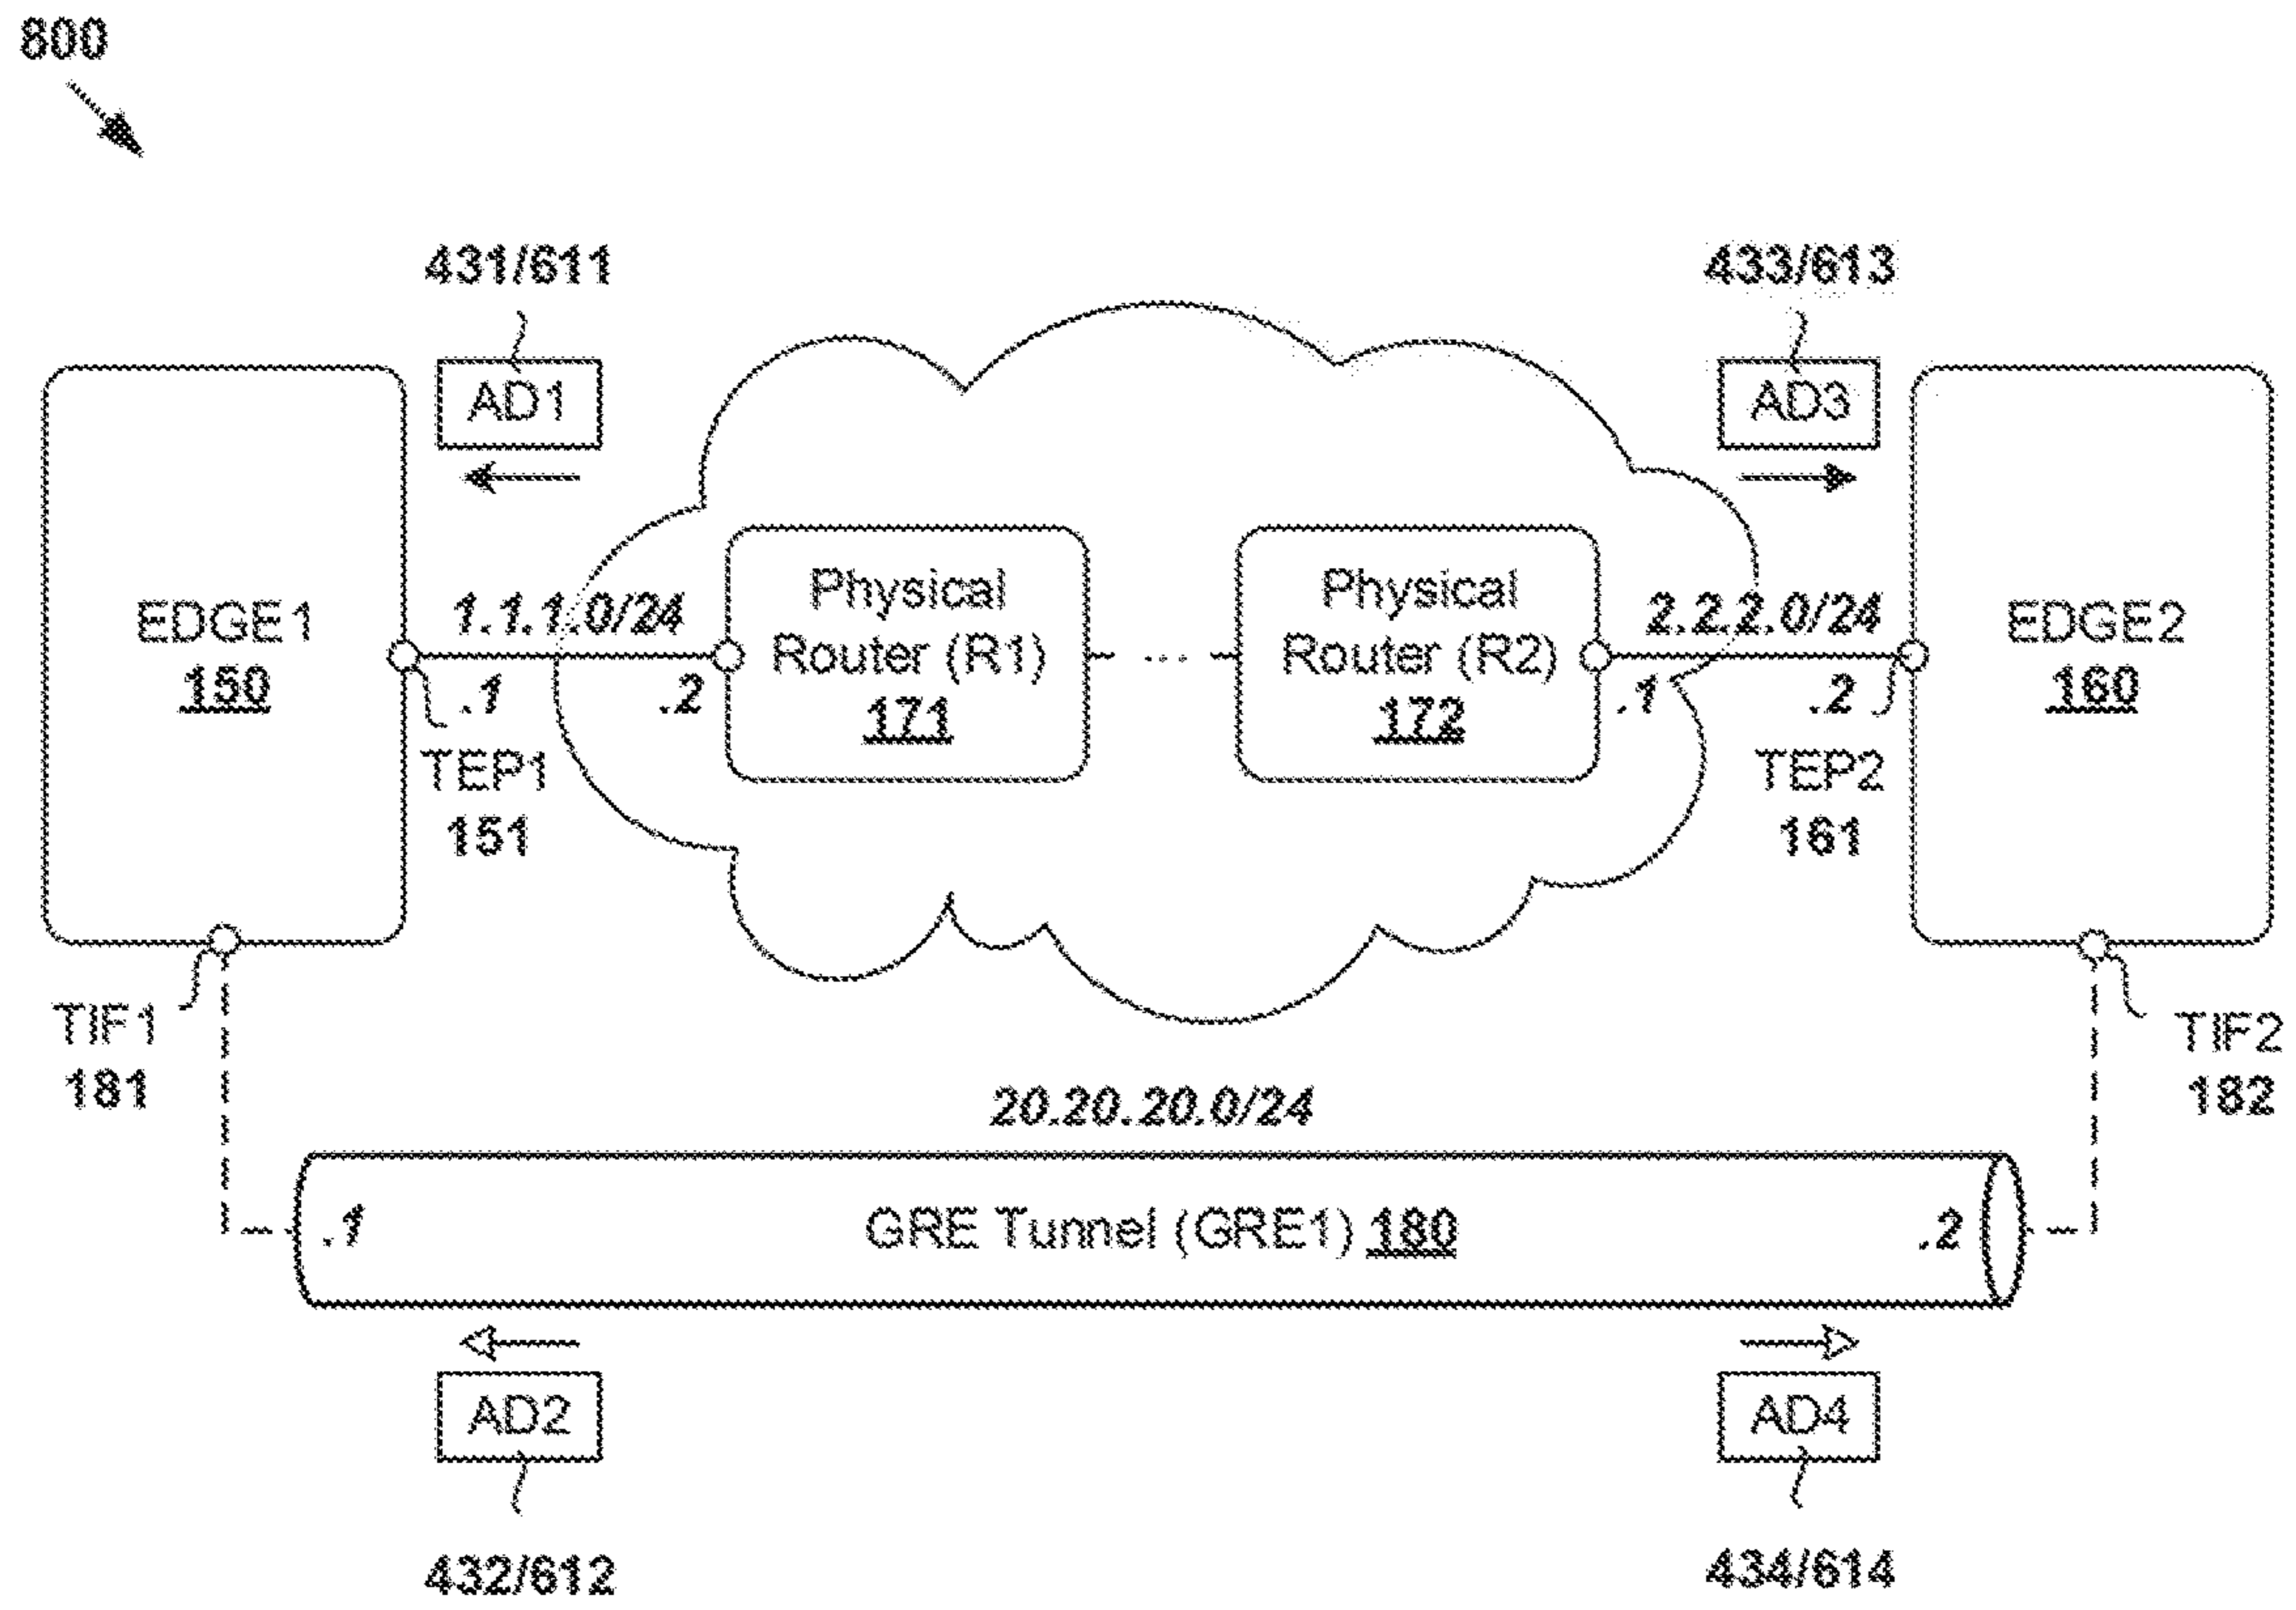 800
431/611
433/613
AD1
AD3
EDGE1
150
1.1.1.0/24
.1
.2
TEP1
151
Physical
Router (R1)
171
...
Physical
Router (R2)
172
2.2.2.0/24
.1
.2
TEP2
161
EDGE2
160
TIF1
181
TIF2
182
20.20.20.0/24
.1
GRE Tunnel (GRE1) 180
.2
AD2
AD4
432/612
434/614